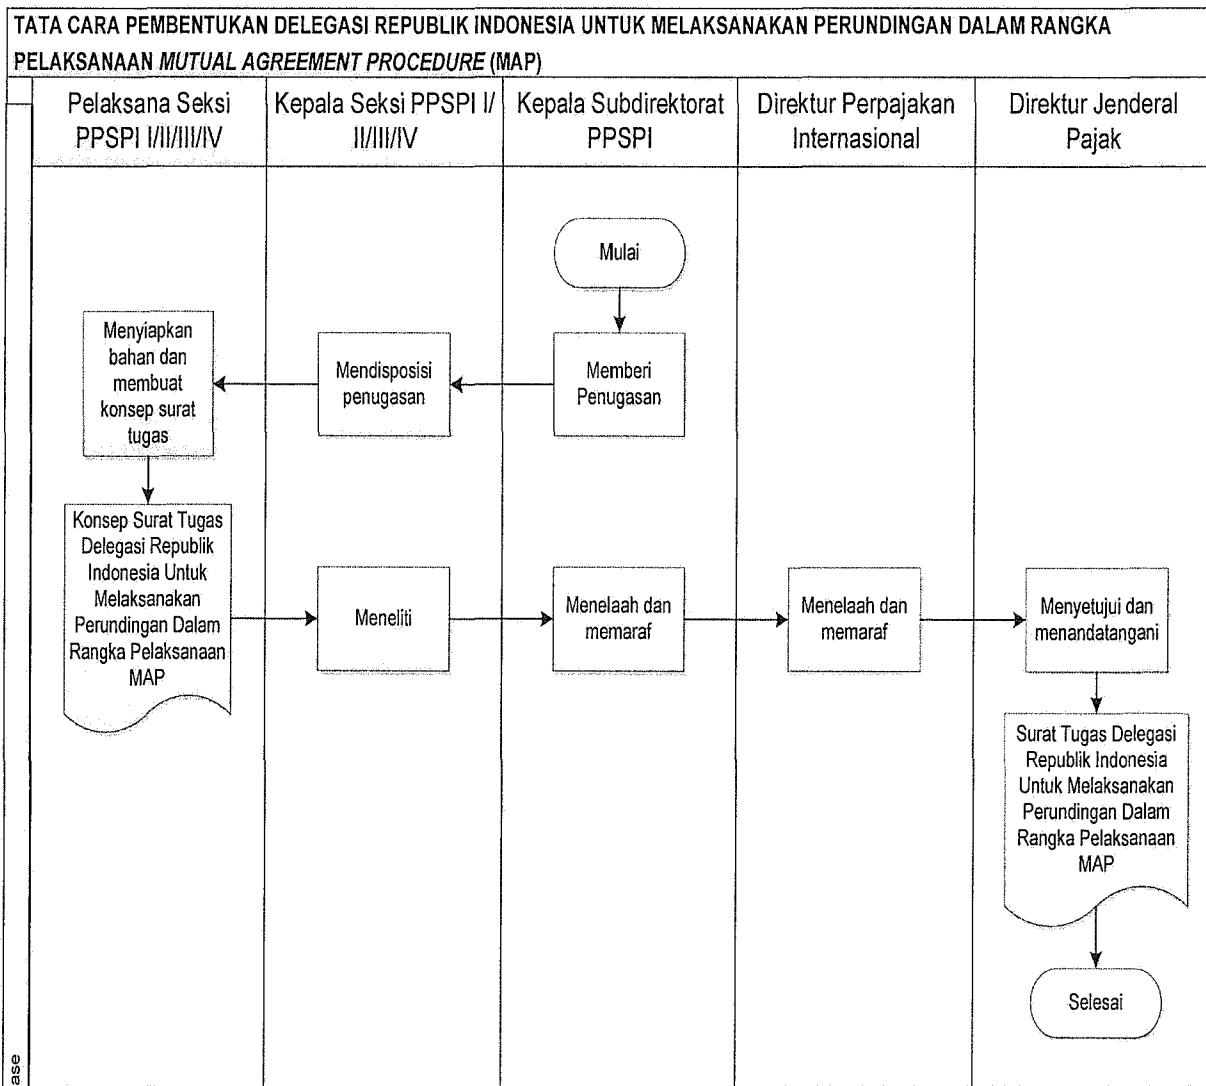 TATA CARA PEMBENTUKAN DELEGASI REPUBLIK INDONESIA UNTUK MELAKSANAKAN PERUNDINGAN DALAM RANGKA
PELAKSANAAN MUTUAL AGREEMENT PROCEDURE (MAP)
Pelaksana Seksi
PPSPI I/II/III/IV
Kepala Seksi PPSPI I/
II/III/IV
Kepala Subdirektorat
PPSPI
Direktur Perpajakan
Internasional
Direktur Jenderal
Pajak
Mulai
Memberi
Penugasan
Mendisposisi
penugasan
Menyiapkan
bahan dan
membuat
konsep surat
tugas
Konsep Surat Tugas
Delegasi Republik
Indonesia Untuk
Melaksanakan
Perundingan Dalam
Rangka Pelaksanaan
MAP
Meneliti
Menelaah dan
memaraf
Menelaah dan
memaraf
Menyetujui dan
menandatangani
Surat Tugas Delegasi
Republik Indonesia
Untuk Melaksanakan
Perundingan Dalam
Rangka Pelaksanaan
MAP
Selesai
ase